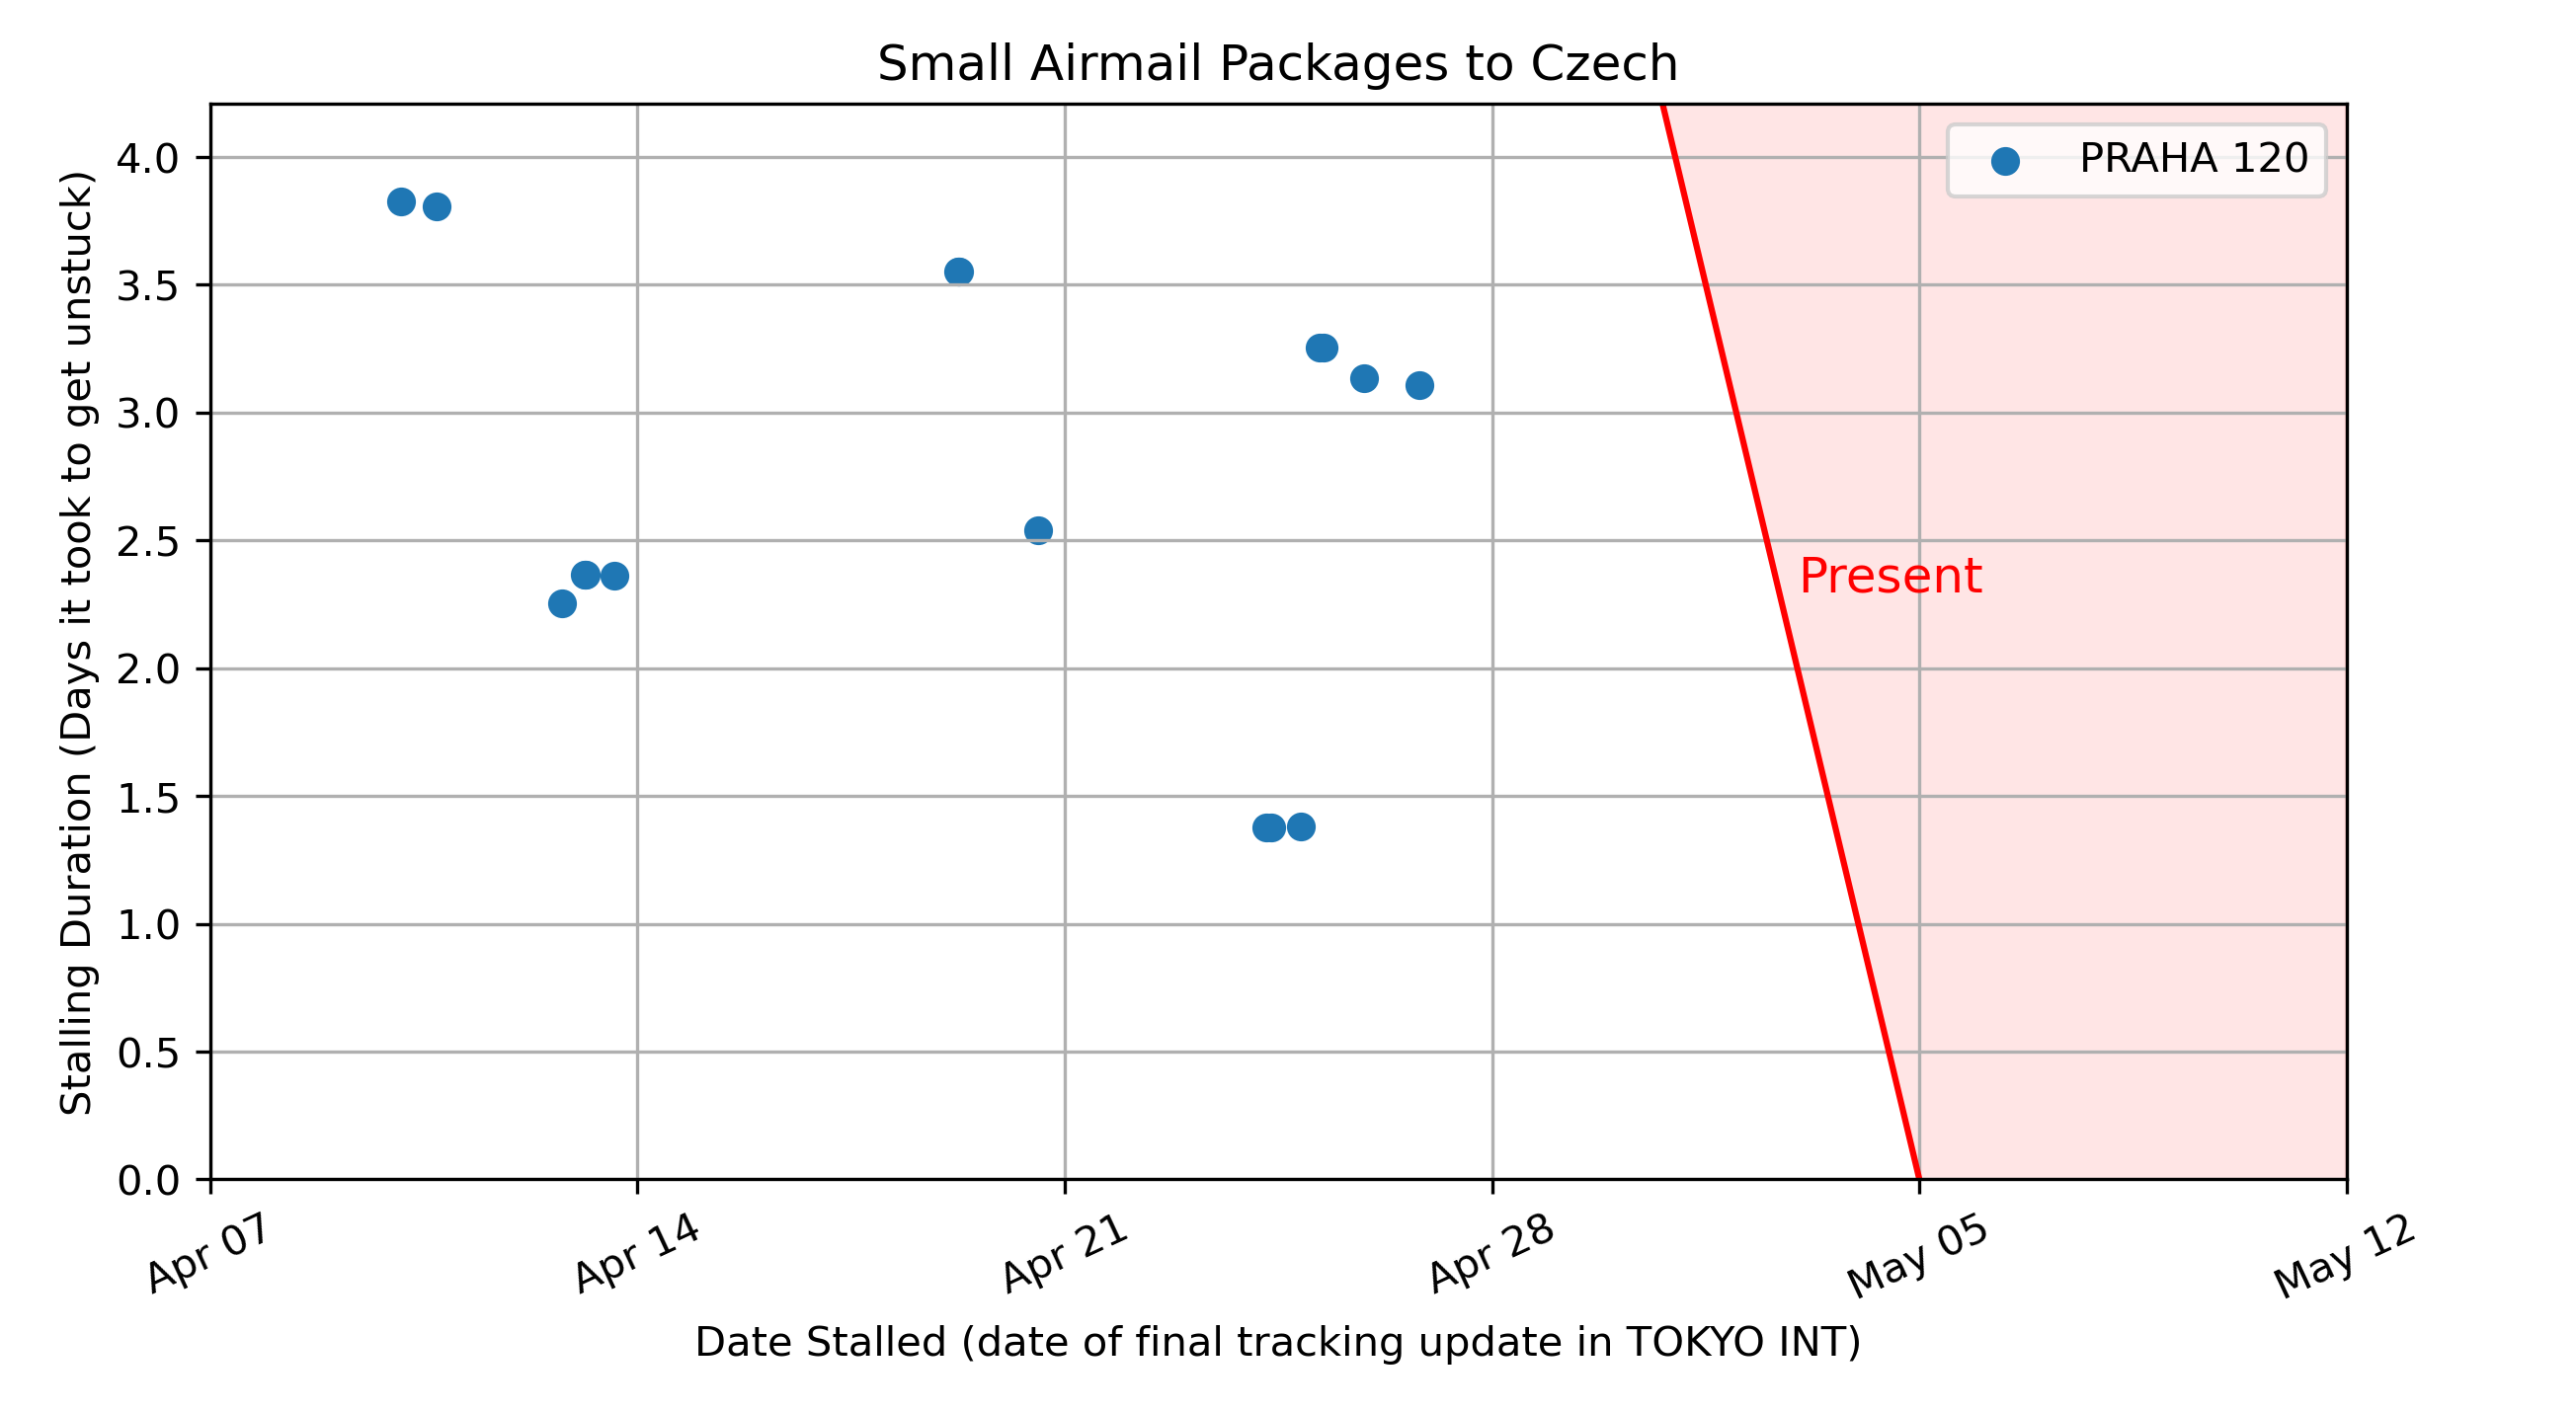 Small Airmail Packages to Czech
Stalling Duration (Days it took to get unstuck)
4.0
3.5
3.0
2.5
2.0
1.5
1.0
0.5
0.0
PRAHA 120
Present
Apr 07
Apr 14
Apr 21
Apr 28
May 05
May 12
Date Stalled (date of final tracking update in TOKYO INT)